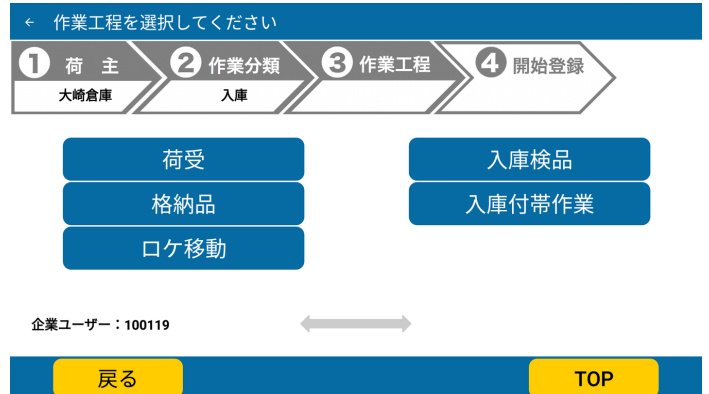 ← 作業工程を選択してください
1 荷 主
2 作業分類
3 作業工程
4 開始登録
大崎倉庫
入庫
荷受
入庫検品
格納品
入庫付帯作業
ロケ移動
企業ユーザー：100119
戻る
TOP